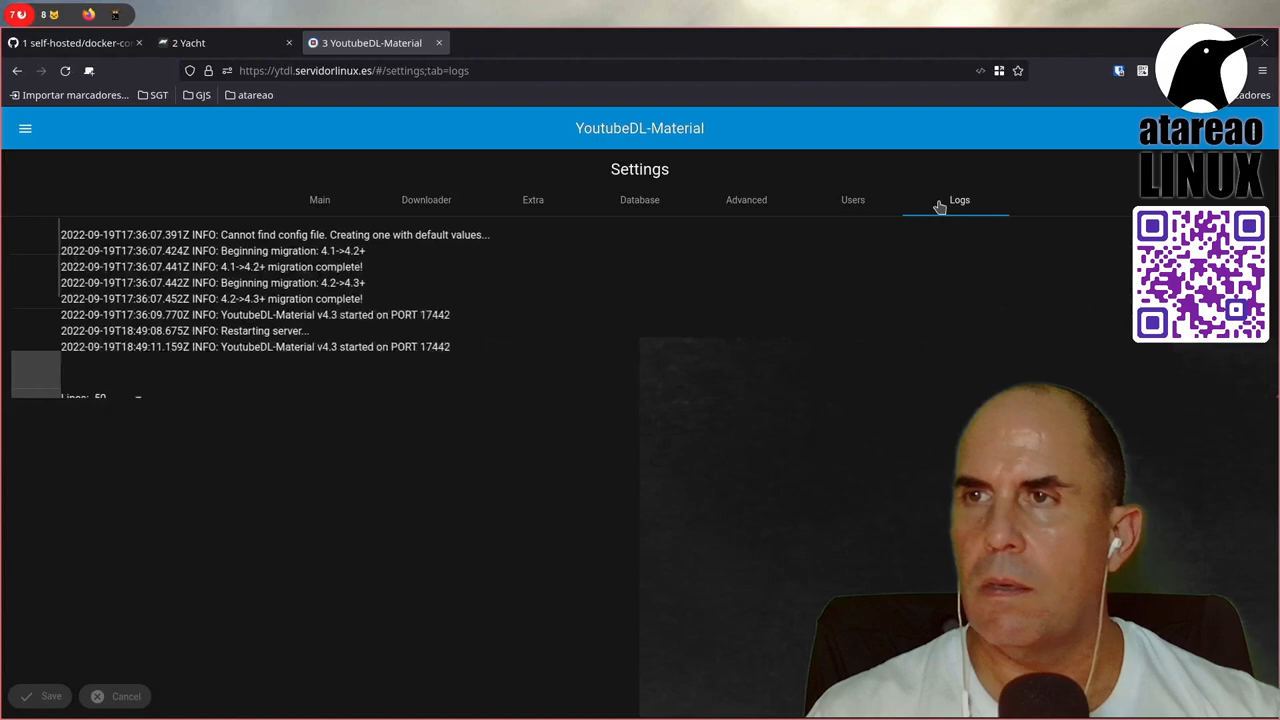 7
8
1 self-hosted/docker-co
2 Yacht
3 YoutubeDL-Material
https://ytdl.servidorlinux.es/#/settings;tab=logs
Importar marcadores...
SGT
GJS
atareao
cadores
atareao
LINUX
YoutubeDL-Material
Settings
Main
Downloader
Extra
Database
Advanced
Users
Logs
2022-09-19T17:36:07.391Z INFO: Cannot find config file. Creating one with default values...
2022-09-19T17:36:07.424Z INFO: Beginning migration: 4.1->4.2+
2022-09-19T17:36:07.441Z INFO: 4.1->4.2+ migration complete!
2022-09-19T17:36:07.442Z INFO: Beginning migration: 4.2->4.3+
2022-09-19T17:36:07.452Z INFO: 4.2->4.3+ migration complete!
2022-09-19T17:36:09.770Z INFO: YoutubeDL-Material v4.3 started on PORT 17442
2022-09-19T18:49:08.675Z INFO: Restarting server...
2022-09-19T18:49:11.159Z INFO: YoutubeDL-Material v4.3 started on PORT 17442
Lines: 50
Save
Cancel